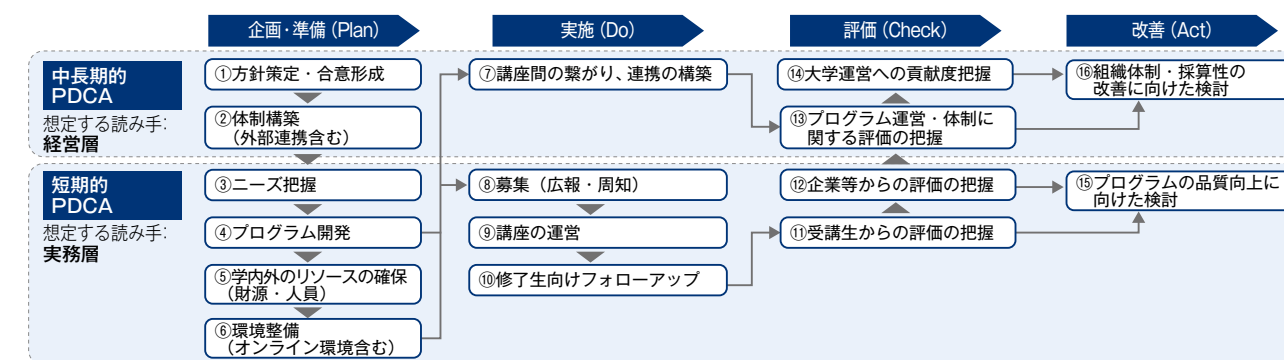 企画・準備（Plan）
実施（Do）
評価（Check）
改善（Act）
中長期的
PDCA
想定する読み手：
経営層
①方針策定・合意形成
②体制構築
（外部連携含む）
⑦講座間の繋がり、連携の構築
⑭大学運営への貢献度把握
⑬プログラム運営・体制に
関する評価の把握
⑯組織体制・採算性の
改善に向けた検討
短期的
PDCA
想定する読み手：
実務層
③ニーズ把握
④プログラム開発
⑤学内外のリソースの確保
（財源・人員）
⑥環境整備
（オンライン環境含む）
⑧募集（広報・周知）
⑨講座の運営
⑩修了生向けフォローアップ
⑫企業等からの評価の把握
⑪受講生からの評価の把握
⑮プログラムの品質向上に
向けた検討